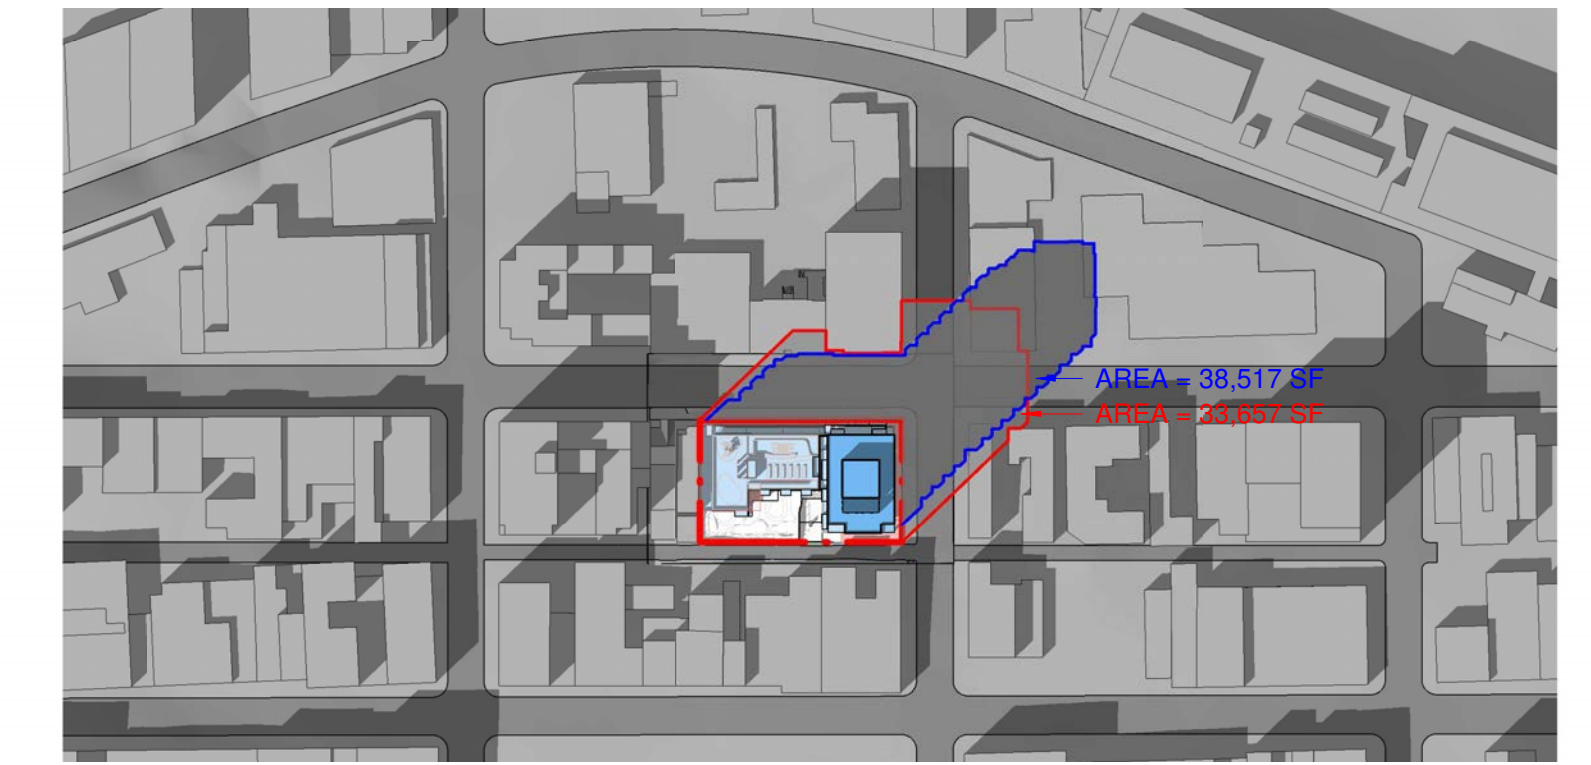 AREA = 38,517 SF
AREA = 33,657 SF